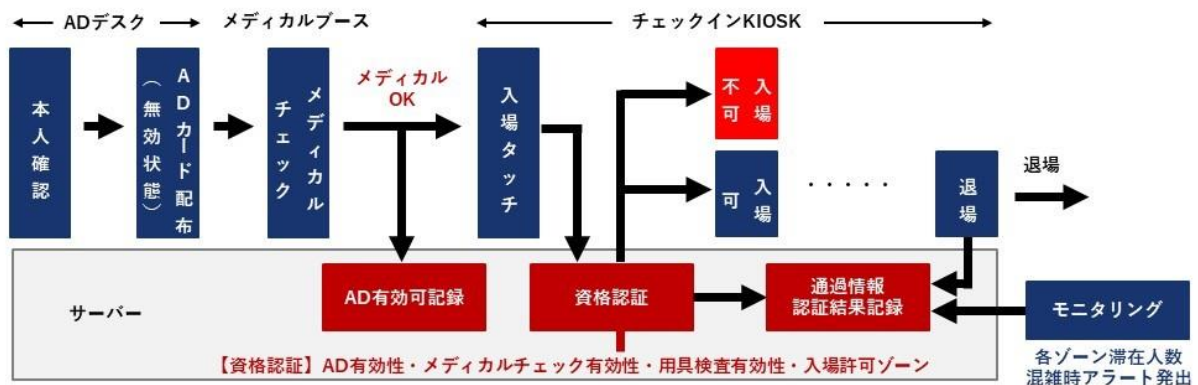 ADデスク
メディカルブース
チェックインKIOSK
本人確認
ADカード配布
（無効状態）
メディカル
チェック
メディカル
OK
入場タッチ
入場
不可
入場
可
・・・・・
退場
退場
サーバー
AD有効可記録
資格認証
通過情報
認証結果記録
モニタリング
【資格認証】AD有効性・メディカルチェック有効性・用具検査有効性・入場許可ゾーン
各ゾーン滞在人数
混雑時アラート発出